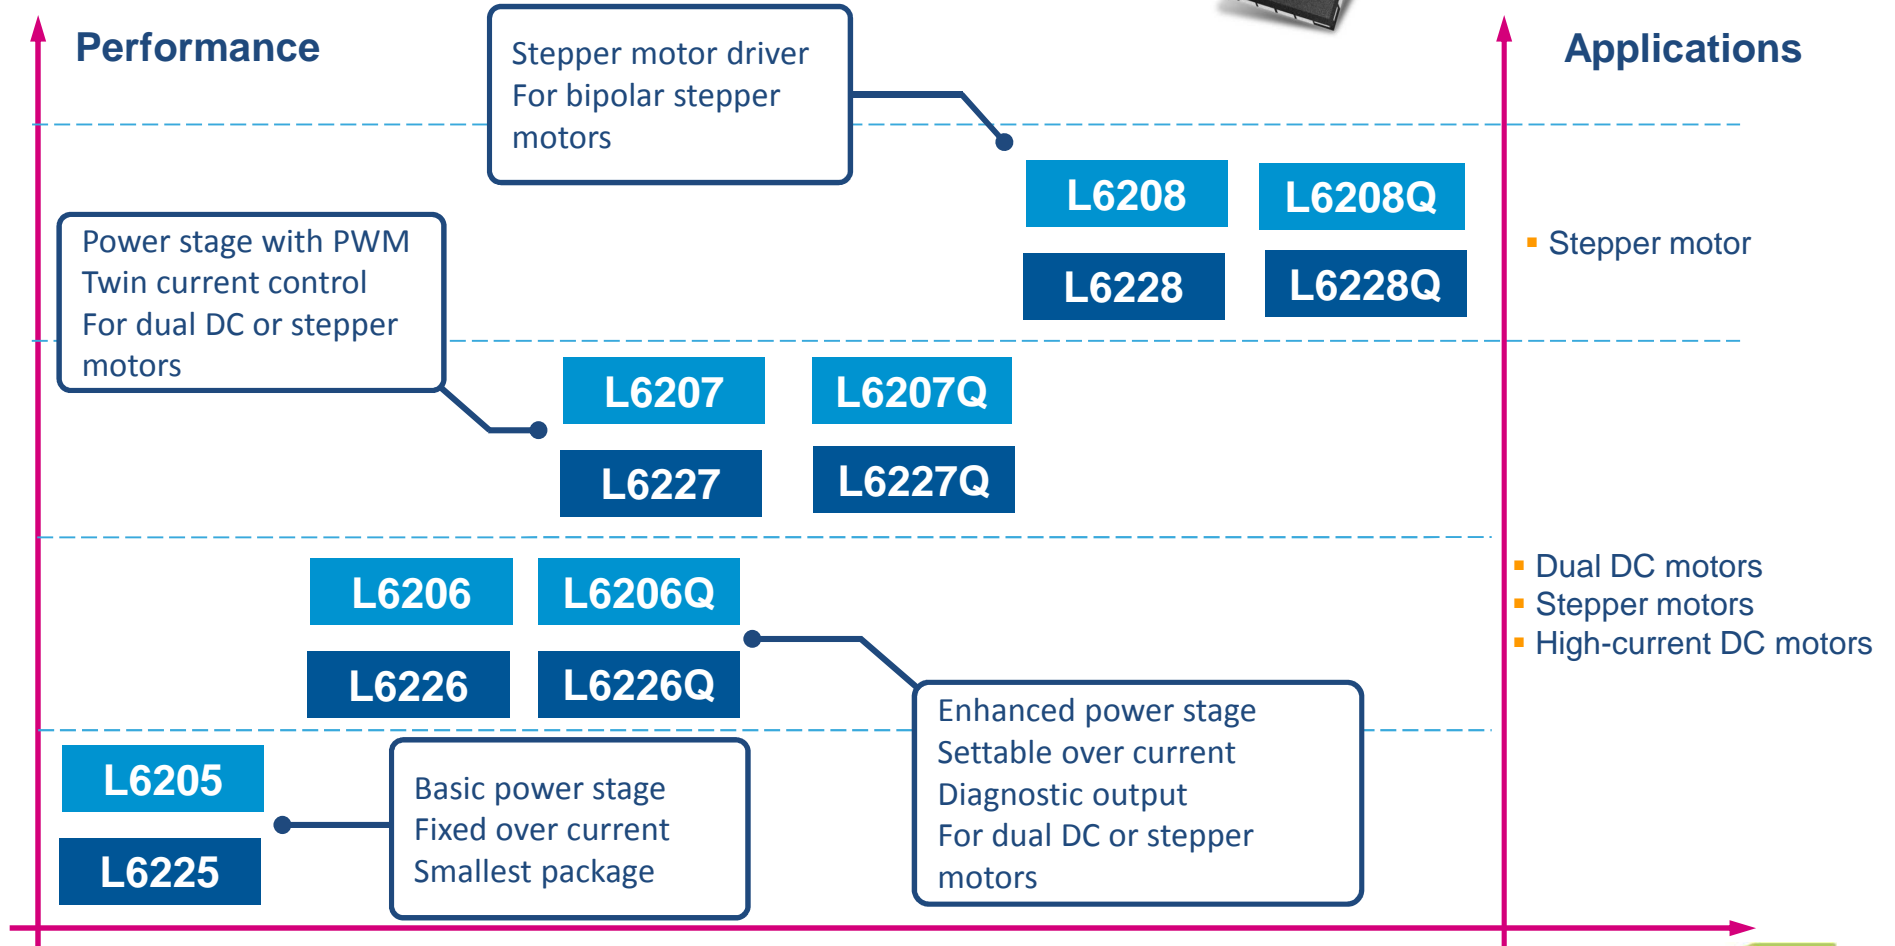 Performance
Applications
Stepper motor driver
For bipolar stepper
motors
L6208
L6208Q
L6228
L6228Q
Stepper motor
Power stage with PWM
Twin current control
For dual DC or stepper
motors
L6207
L6207Q
L6227
L6227Q
L6206
L6206Q
L6226
L6226Q
Dual DC motors
Stepper motors
High-current DC motors
Enhanced power stage
Settable over current
Diagnostic output
For dual DC or stepper
motors
L6205
L6225
Basic power stage
Fixed over current
Smallest package